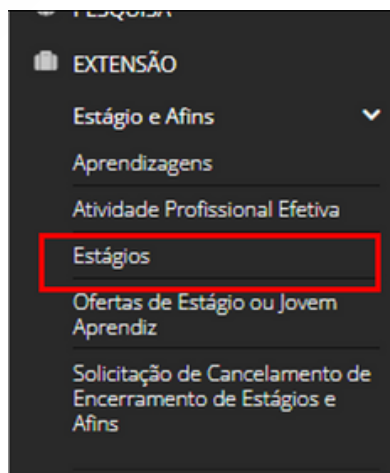 PESQUISA
EXTENSÃO
Estágio e Afins
Aprendizagens
Atividade Profissional Efetiva
Estágios
Ofertas de Estágio ou Jovem
Aprendiz
Solicitação de Cancelamento de
Encerramento de Estágios e
Afins